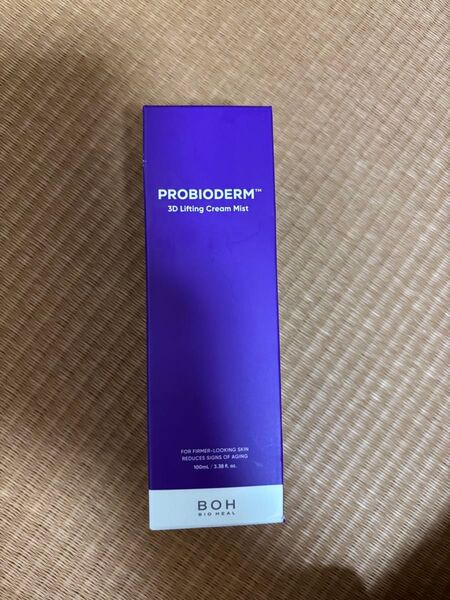 PROBIODERM™
3D Lifting Cream Mist
FOR FIRMER-LOOKING SKIN
REDUCES SIGNS OF AGING
100mL / 3.38 fl. oz.
BOH
BIO HEAL